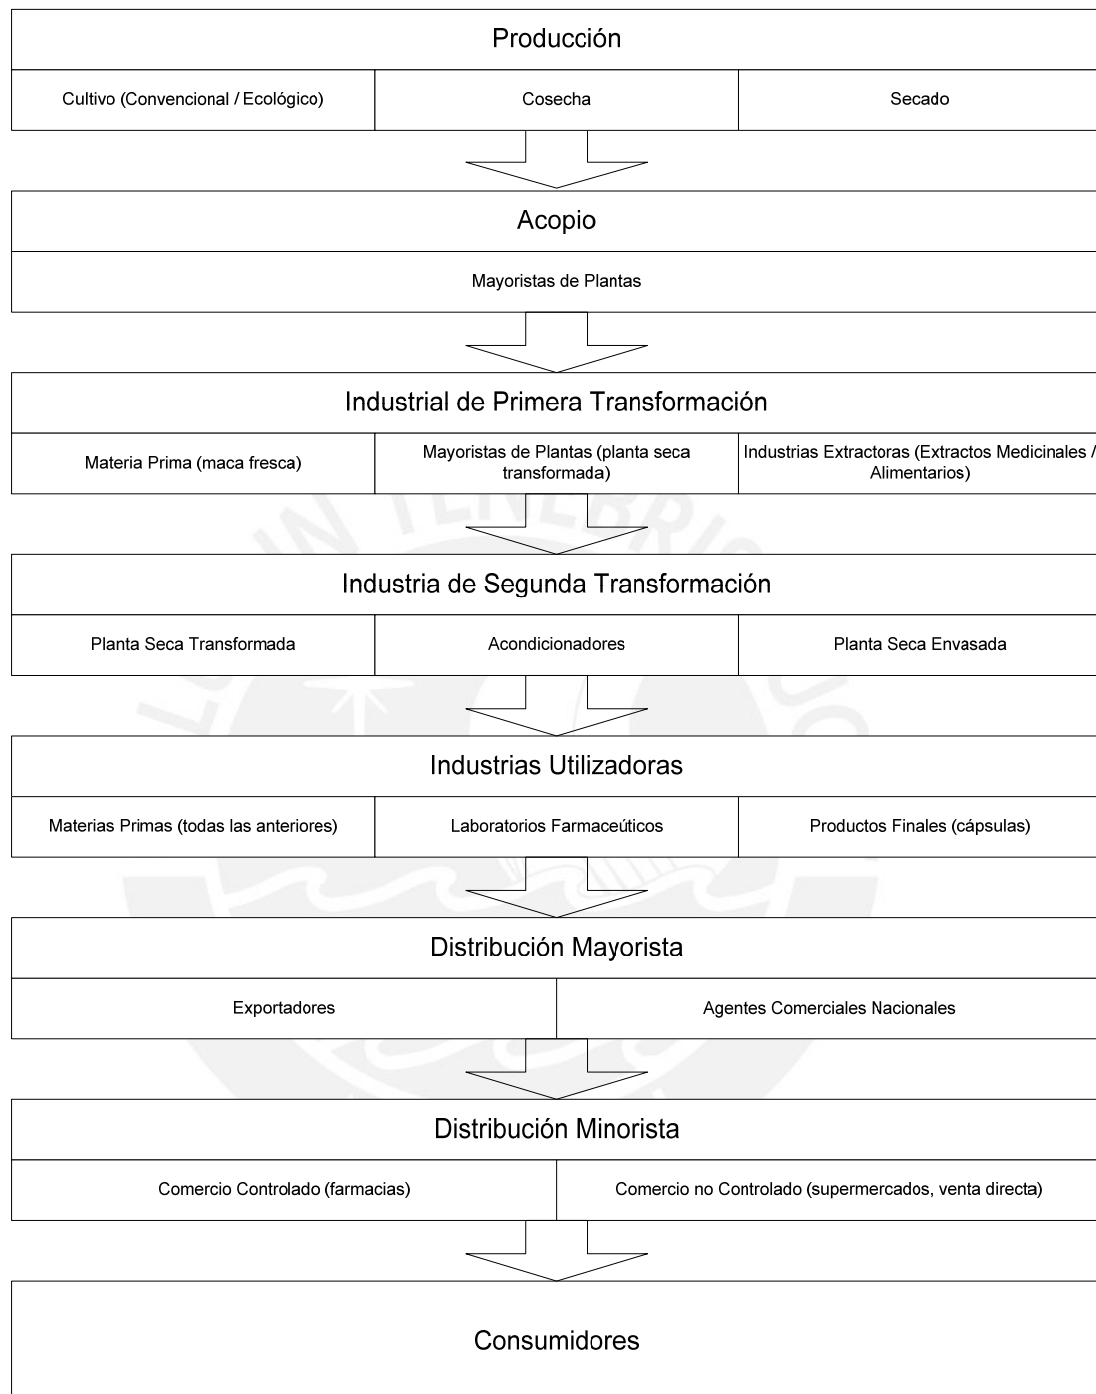 Producción
Cultivo (Convencional / Ecológico)
Cosecha
Secado
Acopio
Mayoristas de Plantas
Industrial de Primera Transformación
Materia Prima (maca fresca)
Mayoristas de Plantas (planta seca
transformada)
Industrias Extractoras (Extractos Medicinales /
Alimentarios)
Industria de Segunda Transformación
Planta Seca Transformada
Acondicionadores
Planta Seca Envasada
Industrias Utilizadoras
Materias Primas (todas las anteriores)
Laboratorios Farmaceúticos
Productos Finales (cápsulas)
Distribución Mayorista
Exportadores
Agentes Comerciales Nacionales
Distribución Minorista
Comercio Controlado (farmacias)
Comercio no Controlado (supermercados, venta directa)
Consumidores